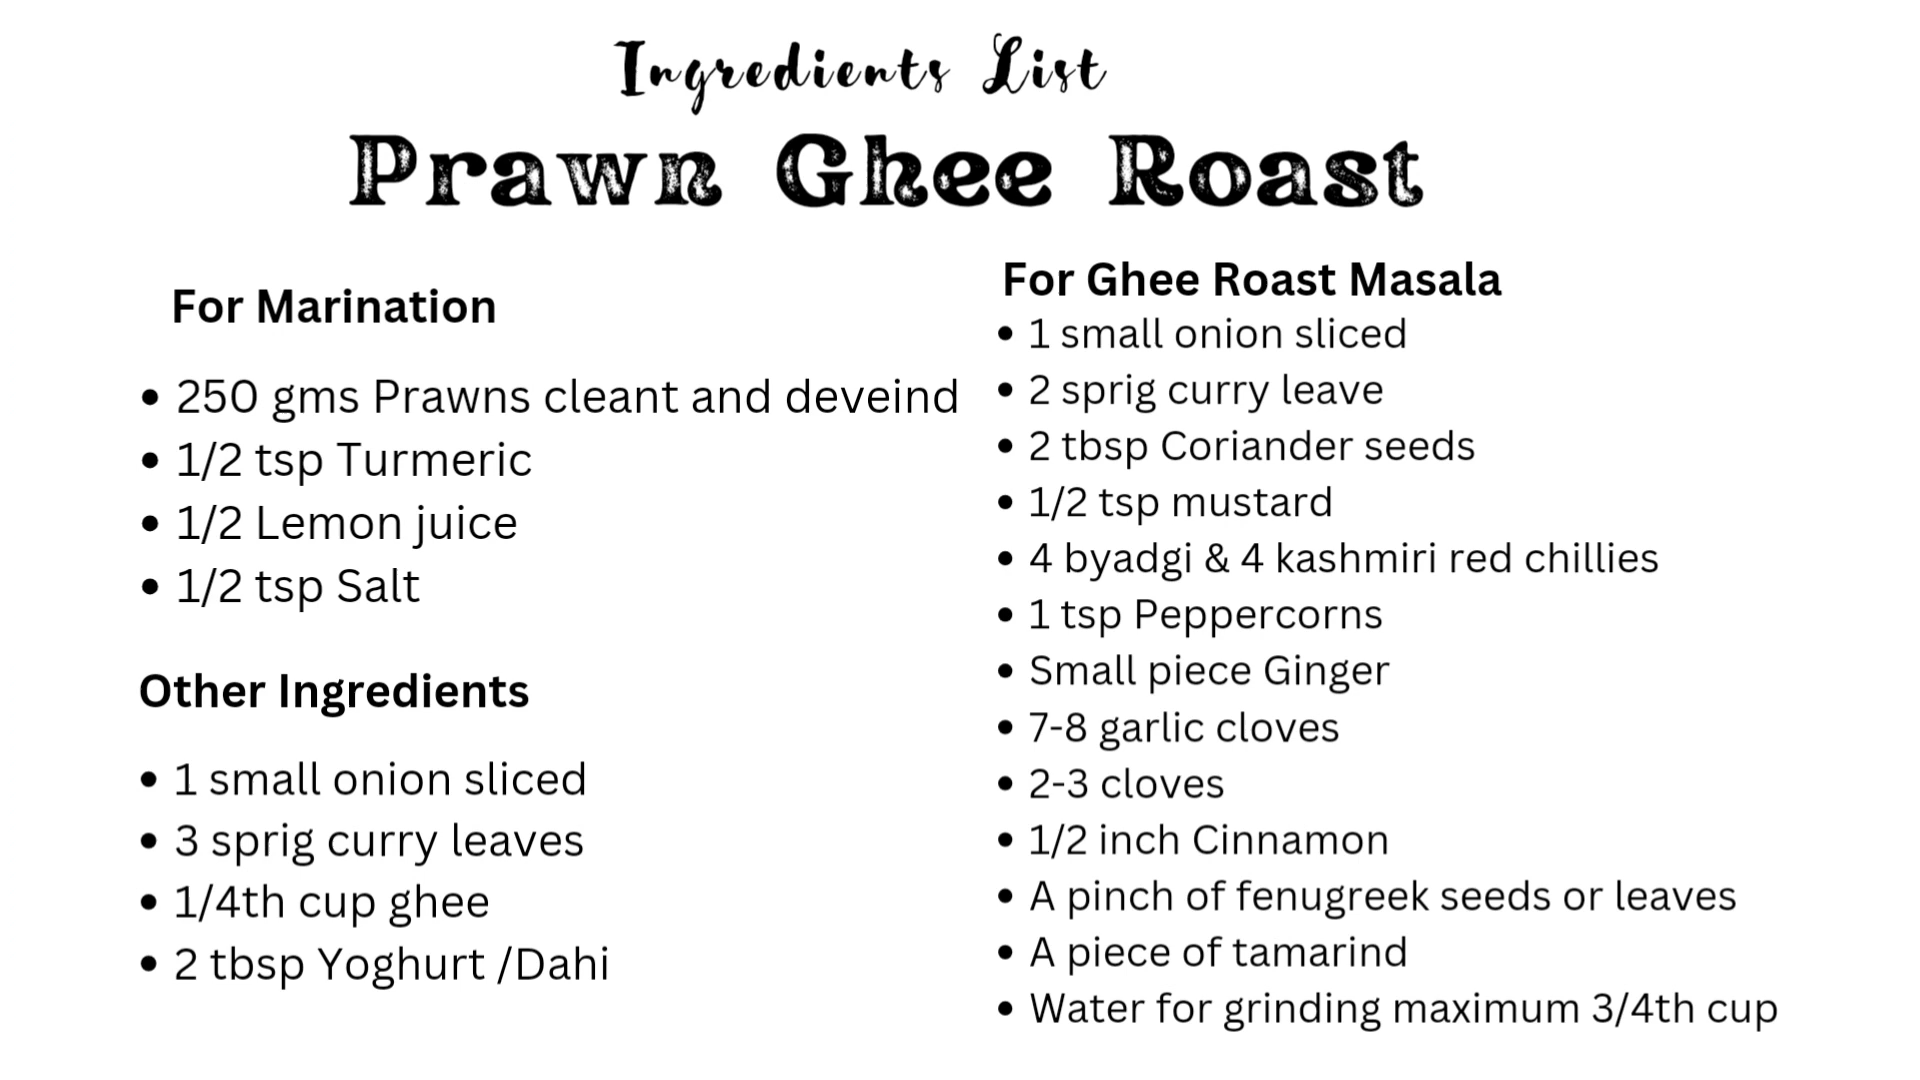 Ingredients List
Prawn Ghee Roast
For Marination
• 250 gms Prawns cleant and deveind
• 1/2 tsp Turmeric
• 1/2 Lemon juice
• 1/2 tsp Salt
Other Ingredients
• 1 small onion sliced
• 3 sprig curry leaves
• 1/4th cup ghee
• 2 tbsp Yoghurt /Dahi
For Ghee Roast Masala
• 1 small onion sliced
• 2 sprig curry leave
• 2 tbsp Coriander seeds
• 1/2 tsp mustard
• 4 byadgi & 4 kashmiri red chillies
• 1 tsp Peppercorns
• Small piece Ginger
• 7-8 garlic cloves
• 2-3 cloves
• 1/2 inch Cinnamon
• A pinch of fenugreek seeds or leaves
• A piece of tamarind
• Water for grinding maximum 3/4th cup